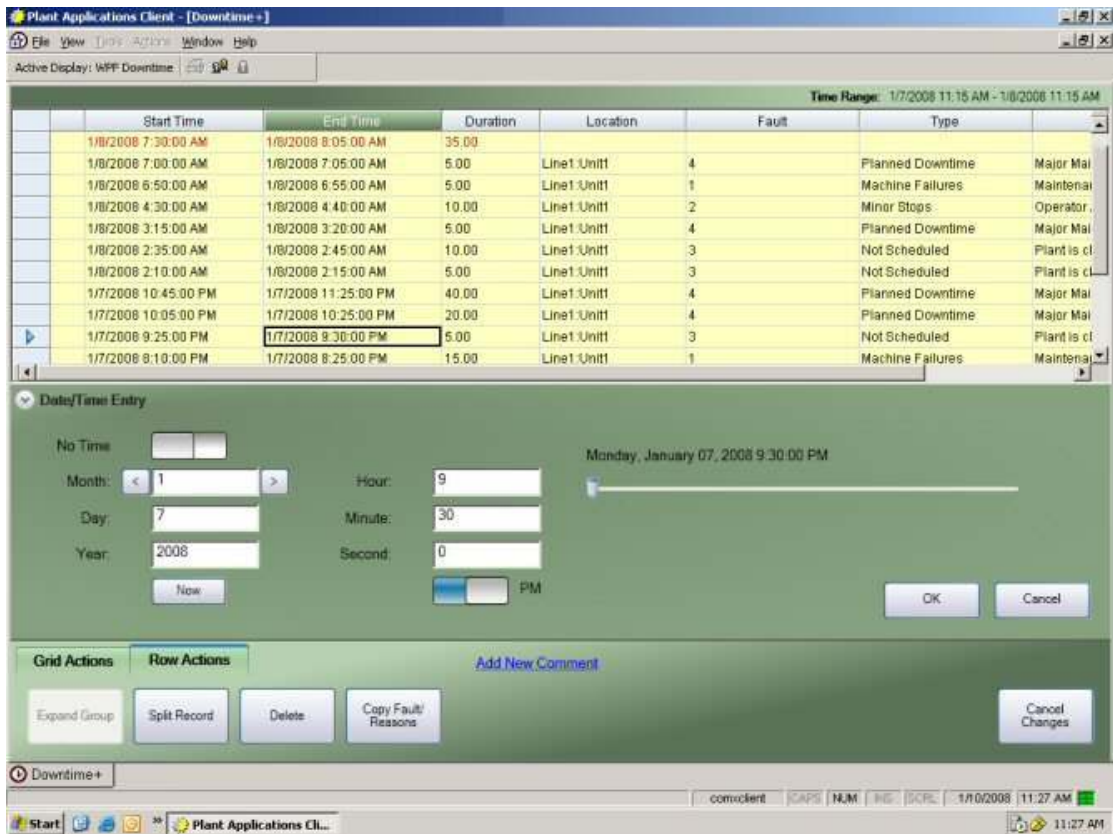 Plant Applications Client - [Downtime+]
File View Tools Actions Window Help
Active Display: WPF Downtime
Time Range: 1/7/2008 11:15 AM - 1/8/2008 11:15 AM
Start Time End Time Duration Location Fault Type
1/8/2008 7:30:00 AM 1/8/2008 8:05:00 AM 35.00
1/8/2008 7:00:00 AM 1/8/2008 7:05:00 AM 5.00 Line1:Unit1 4 Planned Downtime Major Mai
1/8/2008 6:50:00 AM 1/8/2008 6:55:00 AM 5.00 Line1:Unit1 1 Machine Failures Maintenan
1/8/2008 4:30:00 AM 1/8/2008 4:40:00 AM 10.00 Line1:Unit1 2 Minor Stops Operator
1/8/2008 3:15:00 AM 1/8/2008 3:20:00 AM 5.00 Line1:Unit1 4 Planned Downtime Major Mai
1/8/2008 2:35:00 AM 1/8/2008 2:45:00 AM 10.00 Line1:Unit1 3 Not Scheduled Plant is cl
1/8/2008 2:10:00 AM 1/8/2008 2:15:00 AM 5.00 Line1:Unit1 3 Not Scheduled Plant is cl
1/7/2008 10:45:00 PM 1/7/2008 11:25:00 PM 40.00 Line1:Unit1 4 Planned Downtime Major Mai
1/7/2008 10:05:00 PM 1/7/2008 10:25:00 PM 20.00 Line1:Unit1 4 Planned Downtime Major Mai
1/7/2008 9:25:00 PM 1/7/2008 9:30:00 PM 5.00 Line1:Unit1 3 Not Scheduled Plant is cl
1/7/2008 8:10:00 PM 1/7/2008 8:25:00 PM 15.00 Line1:Unit1 1 Machine Failures Maintenan
Date/Time Entry
No Time
Monday, January 07, 2008 9:30:00 PM
Month: < 1 > Hour: 9
Day: 7 Minute: 30
Year: 2008 Second: 0
Now PM OK Cancel
Grid Actions Row Actions Add New Comment
Expand Group Split Record Delete Copy Fault/ Reasons Cancel Changes
Downtime+
comxclient CAPS NUM INS SCRL 1/10/2008 11:27 AM
Start » Plant Applications Cli... 11:27 AM